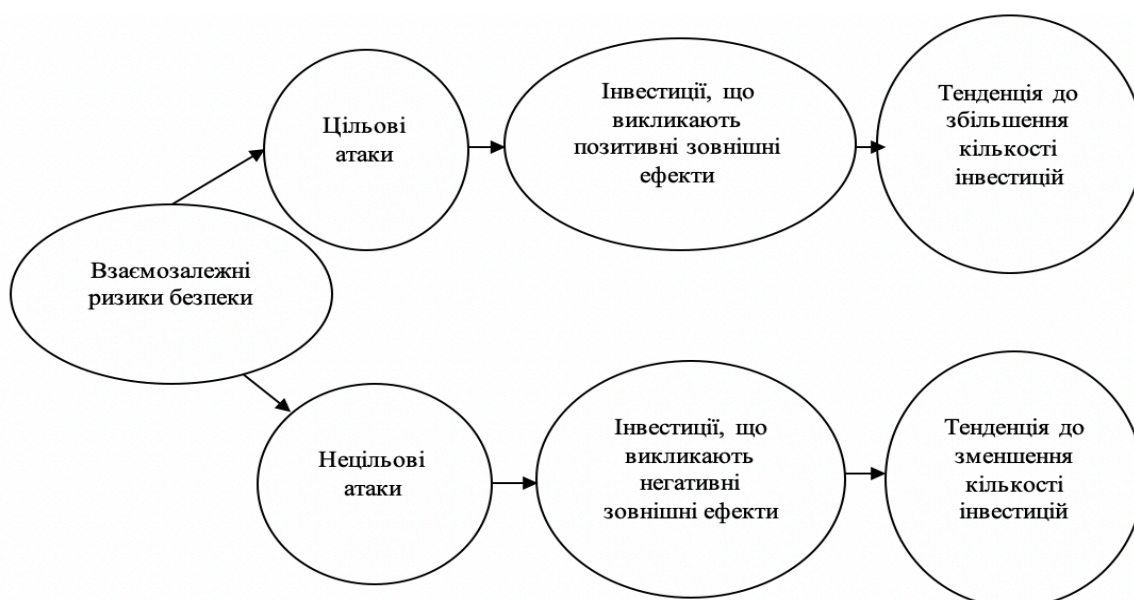 Цільові
атаки
Інвестиції, що
викликають
позитивні зовнішні
ефекти
Тенденція до
збільшення
кількості
інвестицій
Взаємозалежні
ризики безпеки
Нецільові
атаки
Інвестиції, що
викликають
негативні
зовнішні ефекти
Тенденція до
зменшення
кількості
інвестицій